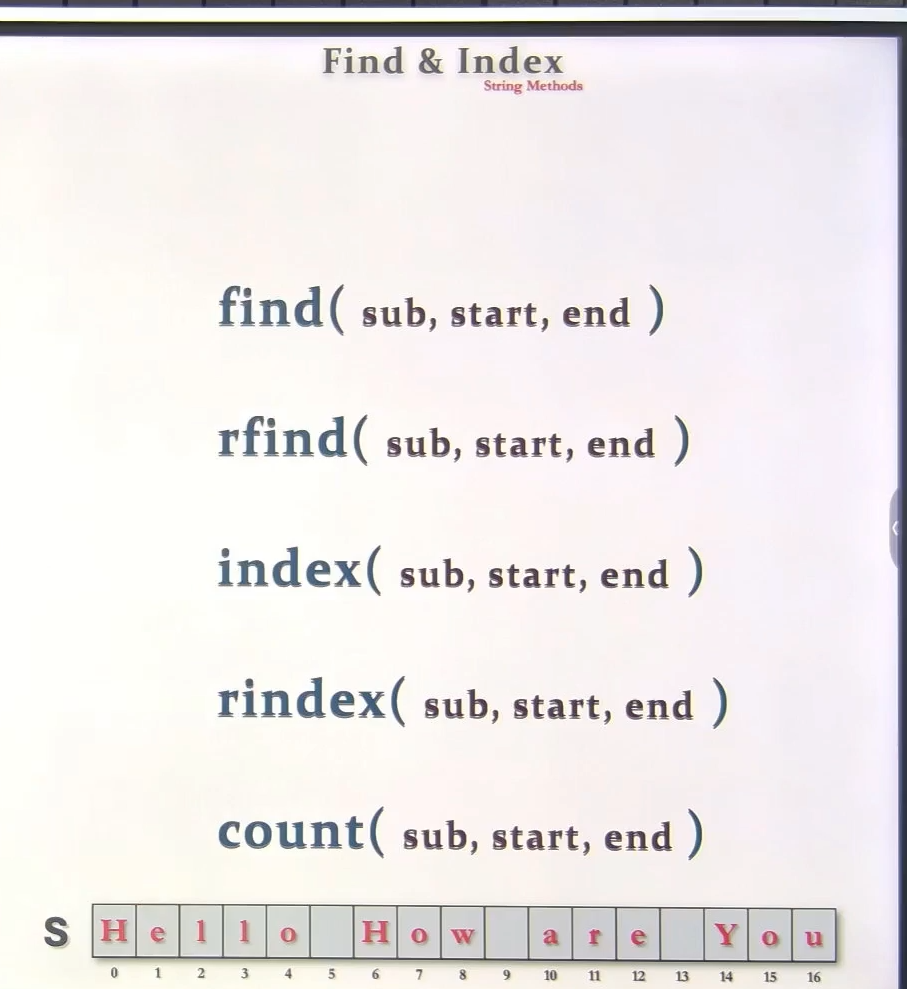 Find & Index
String Methods
find( sub, start, end )
rfind( sub, start, end )
index( sub, start, end )
rindex( sub, start, end )
count( sub, start, end )
S H e l l o H o w a r e Y o u
0 1 2 3 4 5 6 7 8 9 10 11 12 13 14 15 16